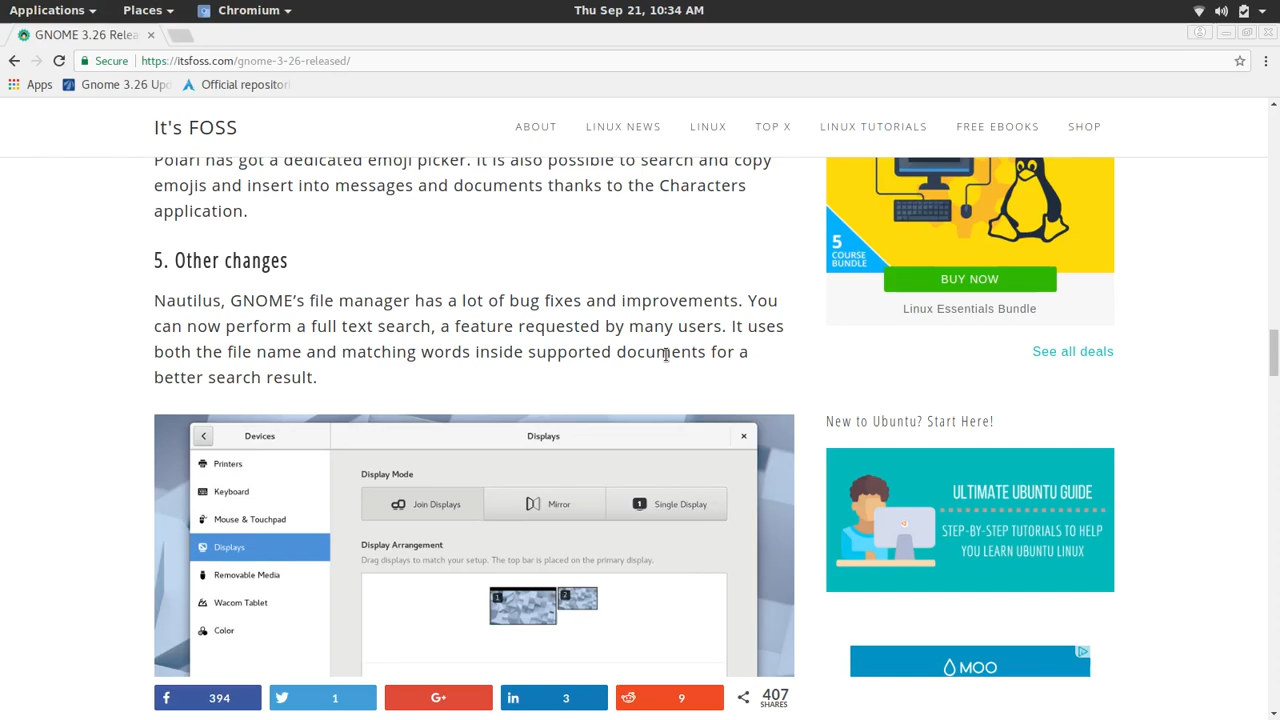 Applications Places Chromium Thu Sep 21, 10:34 AM
GNOME 3.26 Relea
Secure https://itsfoss.com/gnome-3-26-released/
Apps Gnome 3.26 Upd Official repositori
It's FOSS ABOUT LINUX NEWS LINUX TOP X LINUX TUTORIALS FREE EBOOKS SHOP
Polari has got a dedicated emoji picker. It is also possible to search and copy
emojis and insert into messages and documents thanks to the Characters
application.
5. Other changes
Nautilus, GNOME’s file manager has a lot of bug fixes and improvements. You
can now perform a full text search, a feature requested by many users. It uses
both the file name and matching words inside supported documents for a
better search result.
Devices Displays
Printers
Keyboard
Mouse & Touchpad
Displays
Removable Media
Wacom Tablet
Color
Display Mode
Join Displays Mirror 1 Single Display
Display Arrangement
Drag displays to match your setup. The top bar is placed on the primary display.
1 2
394 1 G+ 3 9 407
SHARES
5
COURSE
BUNDLE
BUY NOW
Linux Essentials Bundle
See all deals
New to Ubuntu? Start Here!
ULTIMATE UBUNTU GUIDE
STEP-BY-STEP TUTORIALS TO HELP
YOU LEARN UBUNTU LINUX
MOO